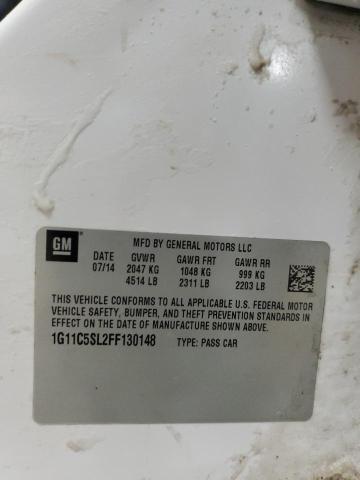 GM
MFD BY GENERAL MOTORS LLC
DATE GVWR GAWR FRT GAWR RR
07/14 2047 KG 1048 KG 999 KG
4514 LB 2311 LB 2203 LB
THIS VEHICLE CONFORMS TO ALL APPLICABLE U.S. FEDERAL MOTOR
VEHICLE SAFETY, BUMPER, AND THEFT PREVENTION STANDARDS IN
EFFECT ON THE DATE OF MANUFACTURE SHOWN ABOVE.
1G11C5SL2FF130148 TYPE: PASS CAR